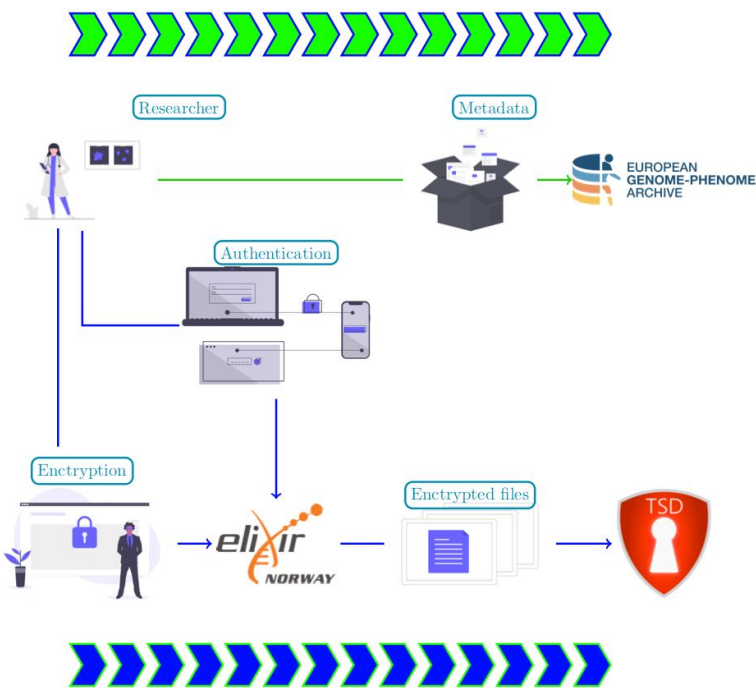 Researcher
Metadata
EUROPEAN
GENOME-PHENOME
ARCHIVE
Authentication
Enctryption
Enctrypted files
TSD
elixir
NORWAY